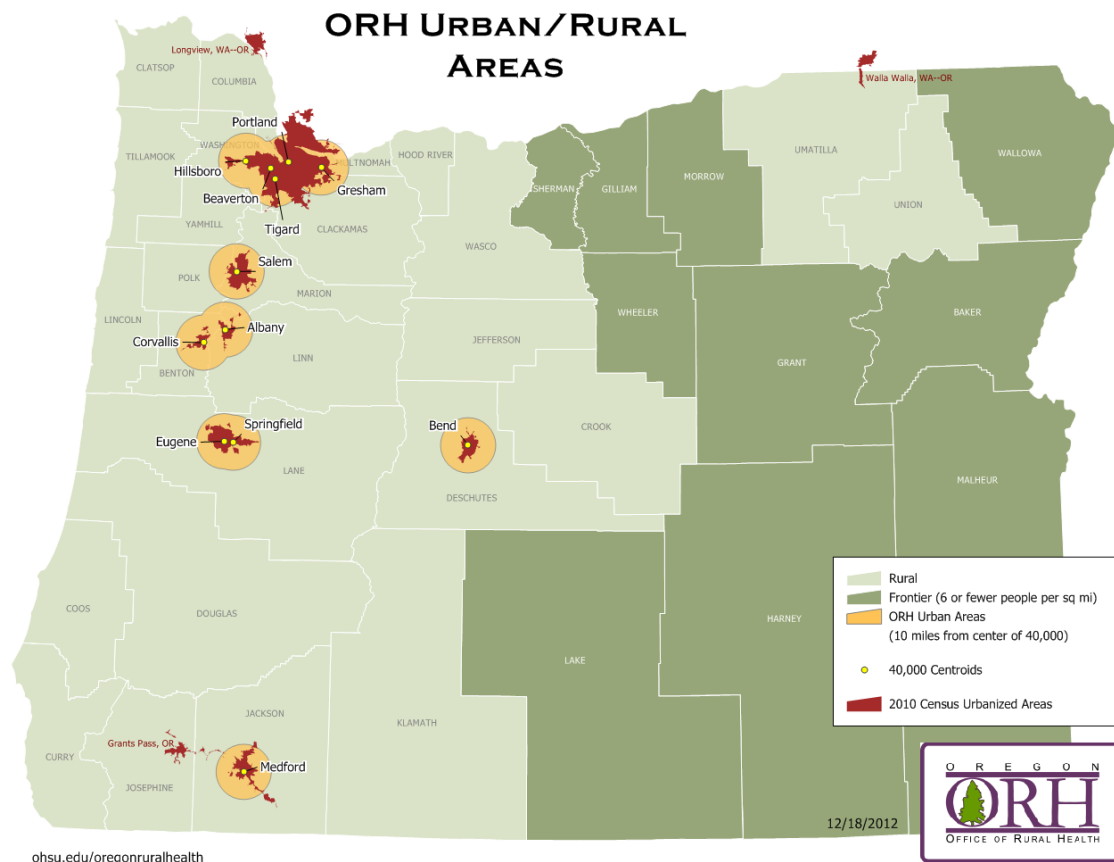 ORH URBAN/RURAL
AREAS
Longview, WA--OR
CLATSOP
COLUMBIA
Walla Walla, WA--OR
Portland
WASHINGTON
TILLAMOOK
HOOD RIVER
MULTNOMAH
UMATILLA
WALLOWA
Hillsboro
MORROW
SHERMAN
GILLIAM
Gresham
Beaverton
UNION
YAMHILL
Tigard
CLACKAMAS
WASCO
Salem
POLK
MARION
LINCOLN
WHEELER
Albany
BAKER
Corvallis
JEFFERSON
LINN
GRANT
BENTON
Springfield
Eugene
Bend
CROOK
LANE
MALHEUR
DESCHUTES
Rural
Frontier (6 or fewer people per sq mi)
ORH Urban Areas
(10 miles from center of 40,000)
40,000 Centroids
2010 Census Urbanized Areas
COOS
DOUGLAS
HARNEY
LAKE
JACKSON
KLAMATH
Grants Pass, OR
CURRY
Medford
JOSEPHINE
12/18/2012
OREGON
ORH
OFFICE OF RURAL HEALTH
ohsu.edu/oregonruralhealth